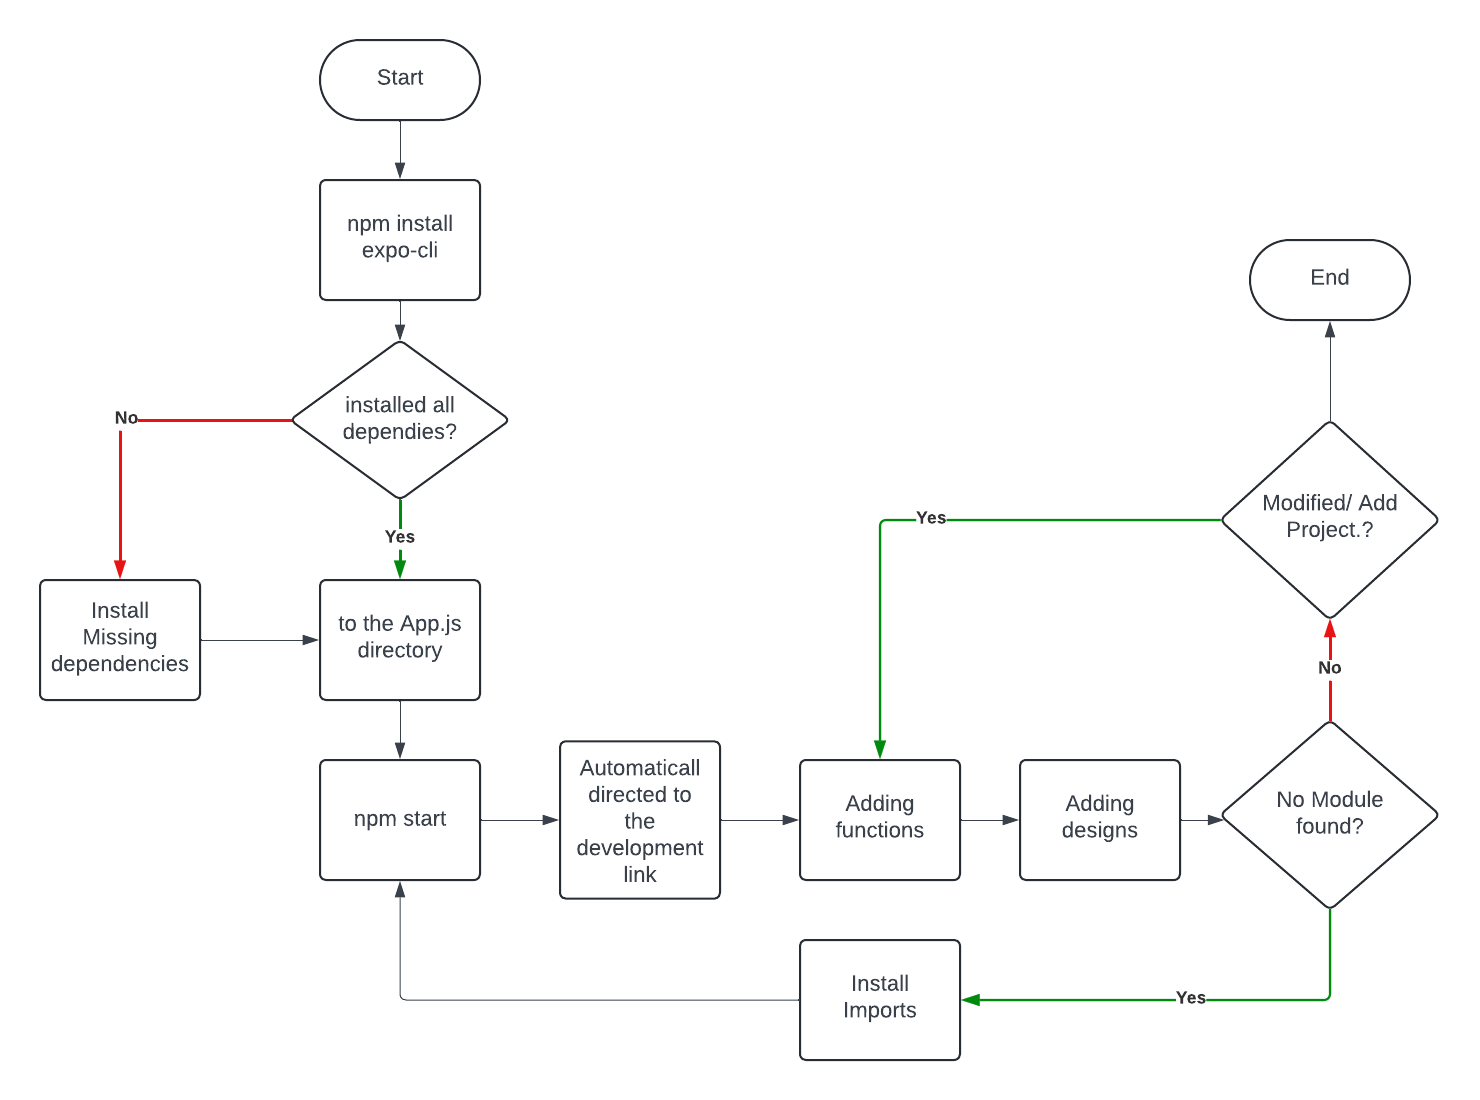 Start
npm install
expo-cli
installed all
dependies?
No
Yes
Install
Missing
dependencies
to the App.js
directory
npm start
Automaticall
directed to
the
development
link
Adding
functions
Adding
designs
No Module
found?
No
Yes
Install
Imports
Modified/ Add
Project.?
Yes
End